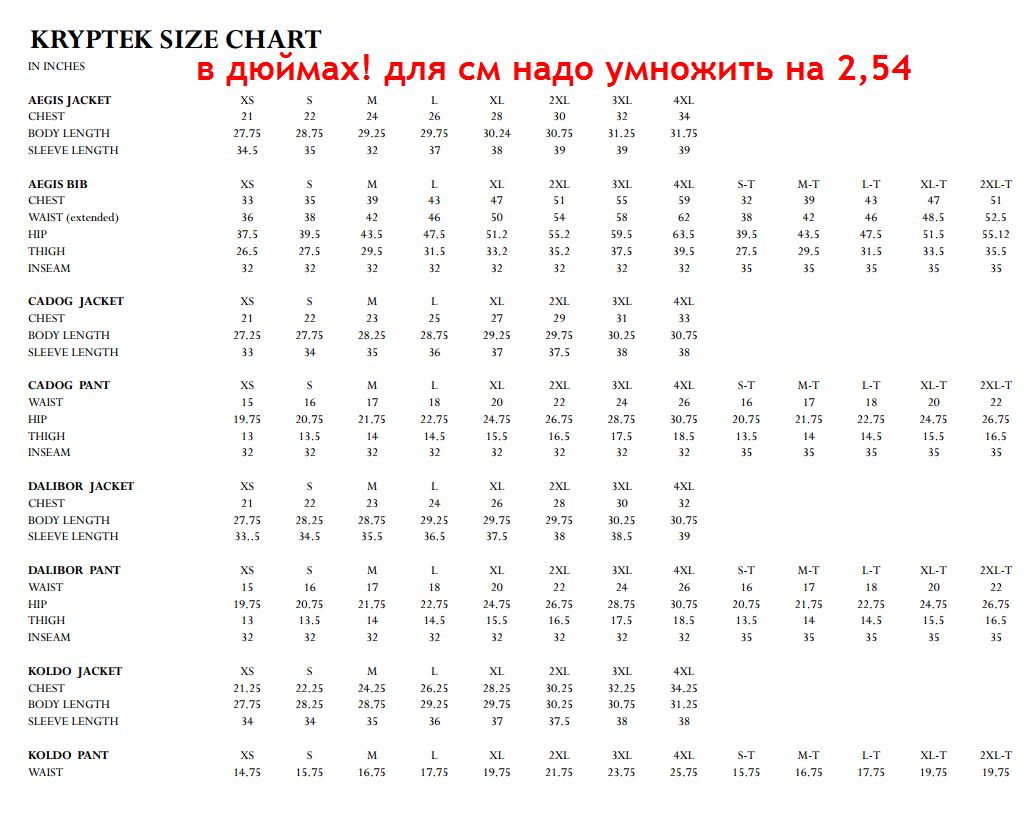 KRYPTEK SIZE CHART
IN INCHES
в дюймах! для см надо умножить на 2,54
AEGIS JACKET XS S M L XL 2XL 3XL 4XL
CHEST 21 22 24 26 28 30 32 34
BODY LENGTH 27.75 28.75 29.25 29.75 30.24 30.75 31.25 31.75
SLEEVE LENGTH 34.5 35 32 37 38 39 39 39
AEGIS BIB XS S M L XL 2XL 3XL 4XL S-T M-T L-T XL-T 2XL-T
CHEST 33 35 39 43 47 51 55 59 32 39 43 47 51
WAIST (extended) 36 38 42 46 50 54 58 62 38 42 46 48.5 52.5
HIP 37.5 39.5 43.5 47.5 51.2 55.2 59.5 63.5 39.5 43.5 47.5 51.5 55.12
THIGH 26.5 27.5 29.5 31.5 33.2 35.2 37.5 39.5 27.5 29.5 31.5 33.5 35.5
INSEAM 32 32 32 32 32 32 32 32 35 35 35 35 35
CADOG JACKET XS S M L XL 2XL 3XL 4XL
CHEST 21 22 23 25 27 29 31 33
BODY LENGTH 27.25 27.75 28.25 28.75 29.25 29.75 30.25 30.75
SLEEVE LENGTH 33 34 35 36 37 37.5 38 38
CADOG PANT XS S M L XL 2XL 3XL 4XL S-T M-T L-T XL-T 2XL-T
WAIST 15 16 17 18 20 22 24 26 16 17 18 20 22
HIP 19.75 20.75 21.75 22.75 24.75 26.75 28.75 30.75 20.75 21.75 22.75 24.75 26.75
THIGH 13 13.5 14 14.5 15.5 16.5 17.5 18.5 13.5 14 14.5 15.5 16.5
INSEAM 32 32 32 32 32 32 32 32 35 35 35 35 35
DALIBOR JACKET XS S M L XL 2XL 3XL 4XL
CHEST 21 22 23 24 26 28 30 32
BODY LENGTH 27.75 28.25 28.75 29.25 29.75 29.75 30.25 30.75
SLEEVE LENGTH 33..5 34.5 35.5 36.5 37.5 38 38.5 39
DALIBOR PANT XS S M L XL 2XL 3XL 4XL S-T M-T L-T XL-T 2XL-T
WAIST 15 16 17 18 20 22 24 26 16 17 18 20 22
HIP 19.75 20.75 21.75 22.75 24.75 26.75 28.75 30.75 20.75 21.75 22.75 24.75 26.75
THIGH 13 13.5 14 14.5 15.5 16.5 17.5 18.5 13.5 14 14.5 15.5 16.5
INSEAM 32 32 32 32 32 32 32 32 35 35 35 35 35
KOLDO JACKET XS S M L XL 2XL 3XL 4XL
CHEST 21.25 22.25 24.25 26.25 28.25 30.25 32.25 34.25
BODY LENGTH 27.75 28.25 28.75 29.25 29.75 30.25 30.75 31.25
SLEEVE LENGTH 34 34 35 36 37 37.5 38 38
KOLDO PANT XS S M L XL 2XL 3XL 4XL S-T M-T L-T XL-T 2XL-T
WAIST 14.75 15.75 16.75 17.75 19.75 21.75 23.75 25.75 15.75 16.75 17.75 19.75 19.75